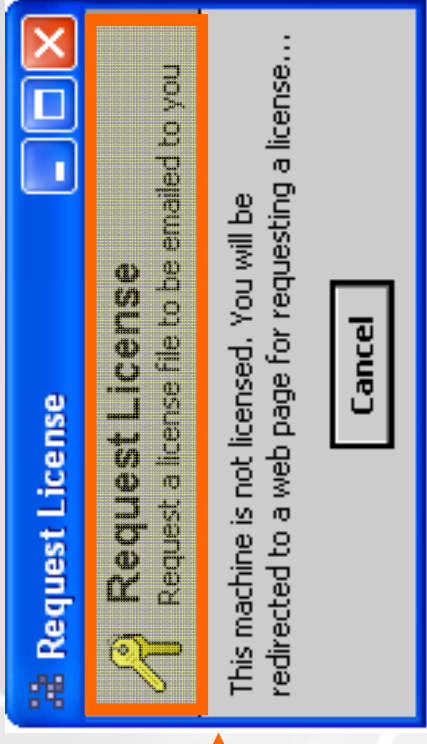 Request License
Request License
Request a license file to be emailed to you
This machine is not licensed. You will be
redirected to a web page for requesting a license...
Cancel